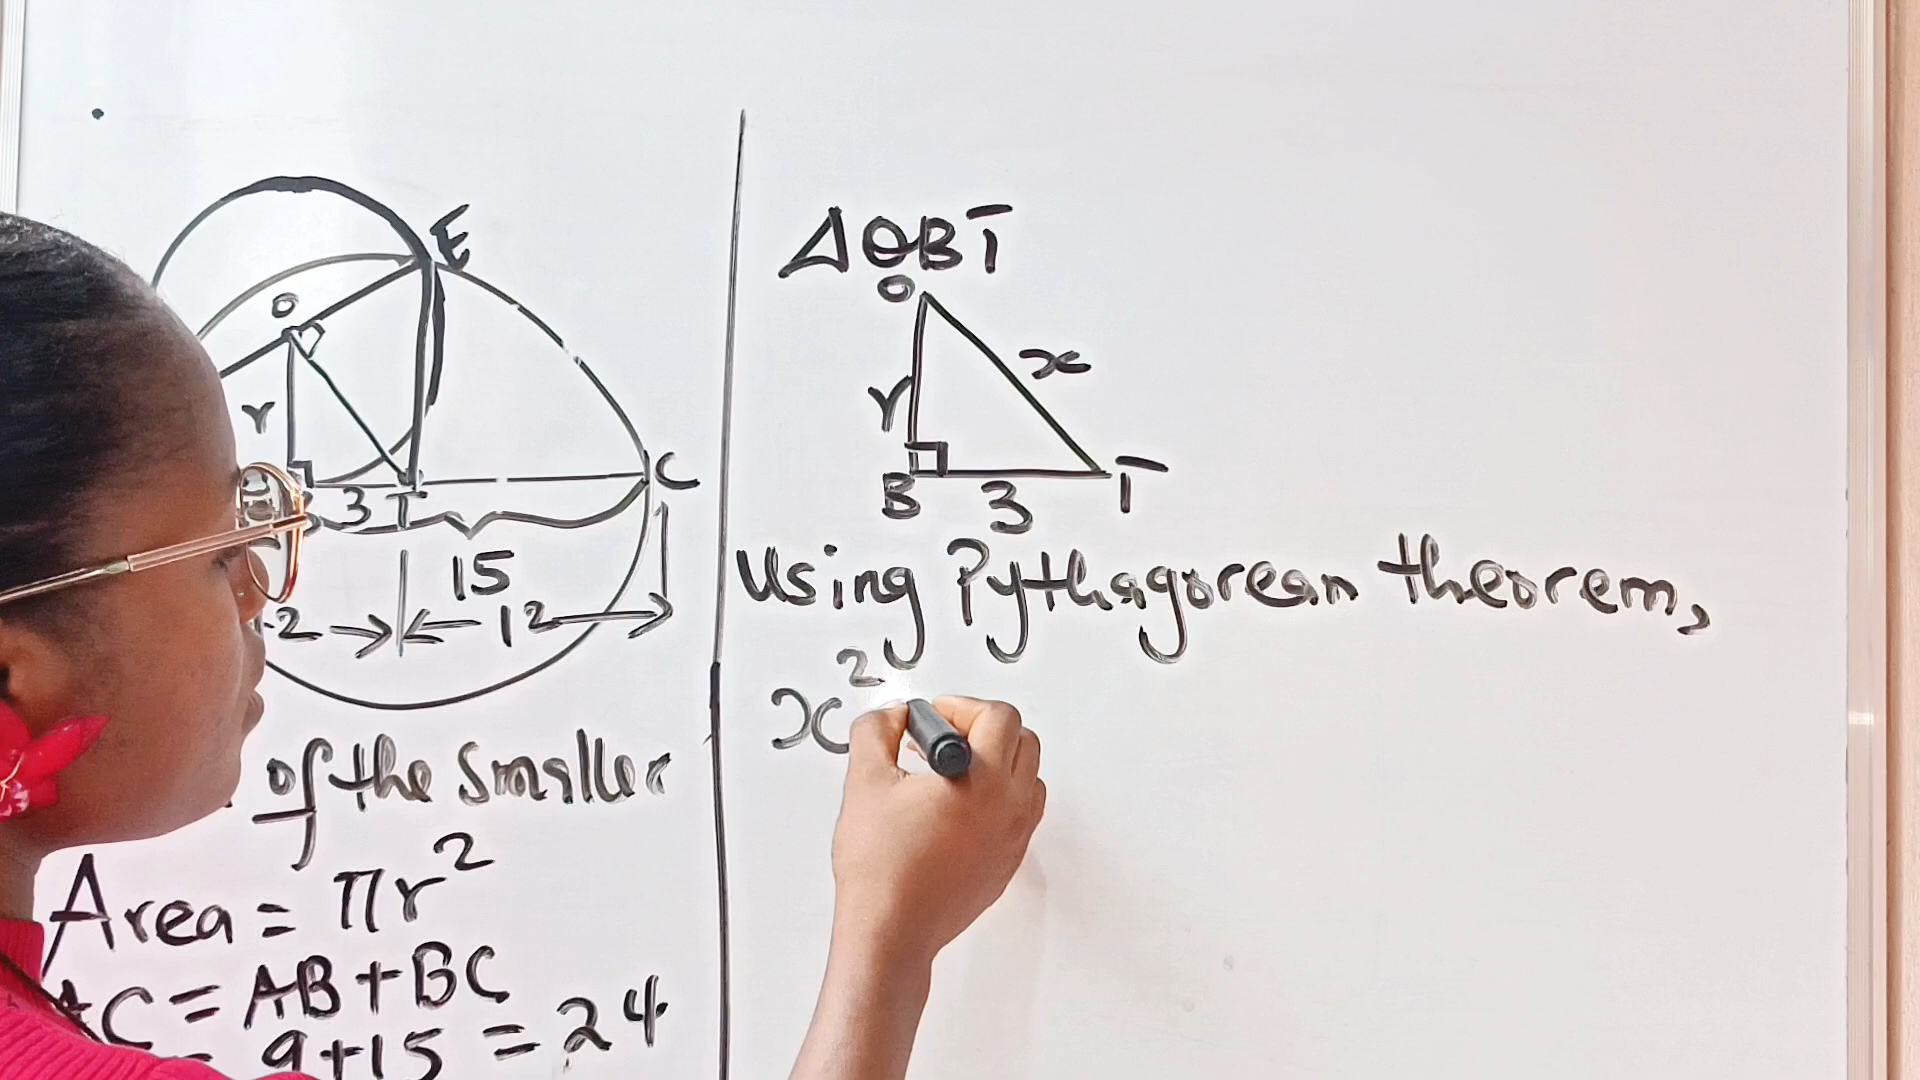 E
O
r
C
3 T
15
2 12
of the smaller
Area = πr²
AC = AB + BC
= 9+15 = 24
ΔOBT
O
x
r
B 3 T
Using Pythagorean theorem,
x²